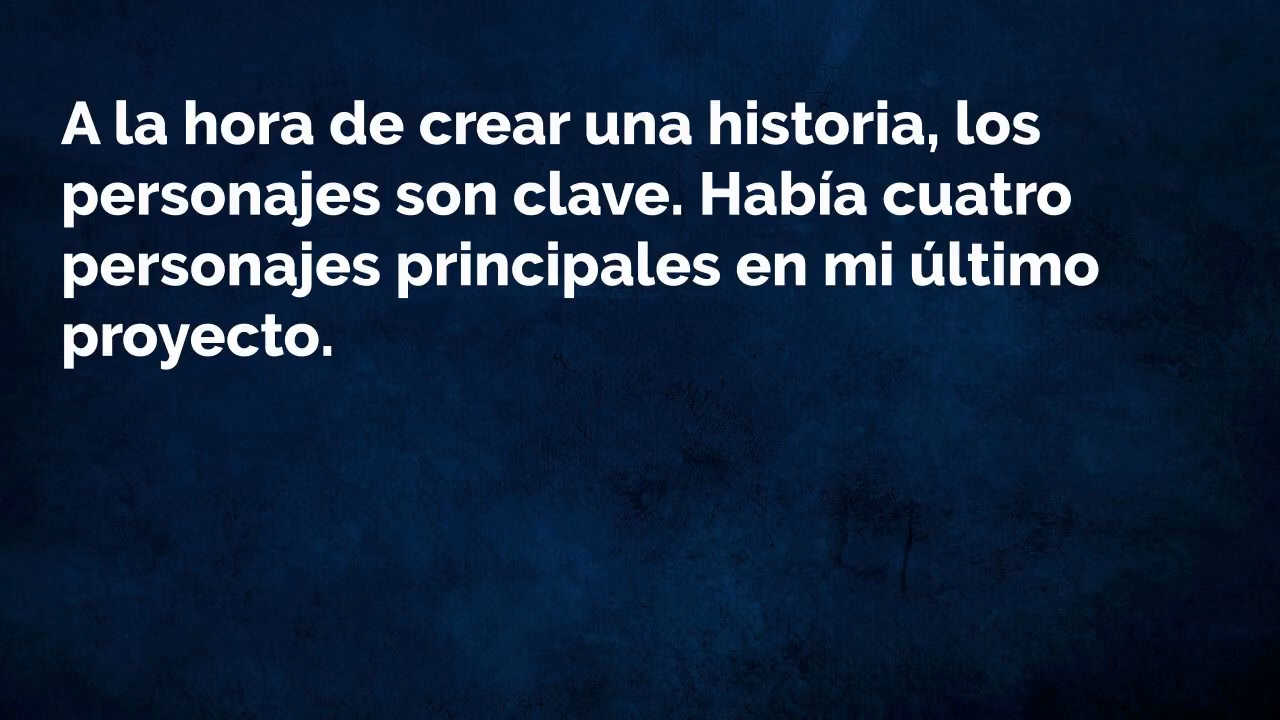 A la hora de crear una historia, los
personajes son clave. Había cuatro
personajes principales en mi último
proyecto.